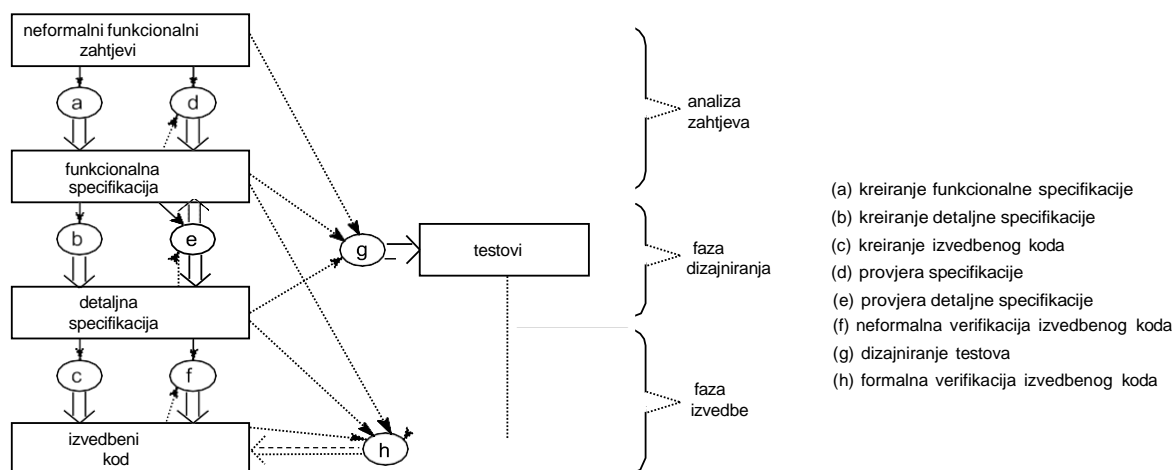 neformalni funkcionalni
zahtjevi
a
d
funkcionalna
specifikacija
b
e
detaljna
specifikacija
c
f
izvedbeni
kod
g
testovi
h
analiza
zahtjeva
faza
dizajniranja
faza
izvedbe
(a) kreiranje funkcionalne specifikacije
(b) kreiranje detaljne specifikacije
(c) kreiranje izvedbenog koda
(d) provjera specifikacije
(e) provjera detaljne specifikacije
(f) neformalna verifikacija izvedbenog koda
(g) dizajniranje testova
(h) formalna verifikacija izvedbenog koda